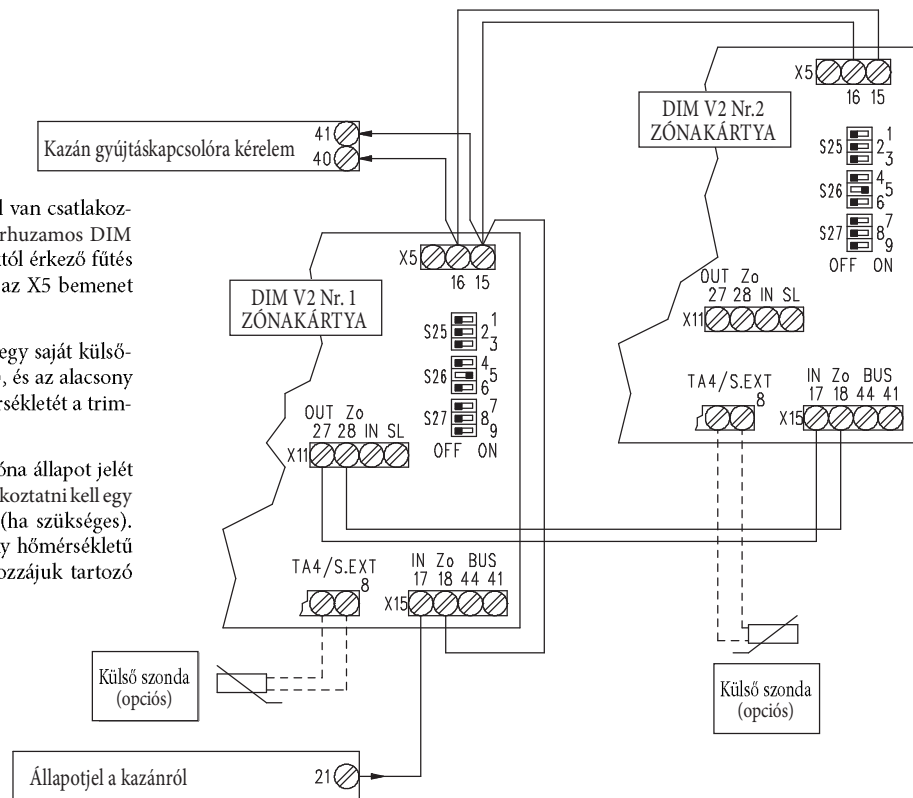 X5
16 15
DIM V2 Nr.2
ZÓNAKÁRTYA
S25
1
2
3
S26
4
5
6
S27
7
8
9
OFF ON
OUT Zo
27 28 IN SL
X11
TA4/S.EXT
8
IN Zo BUS
17 18 44 41
X15
Külső szonda
(opciós)
Kazán gyújtáskapcsolóra kérelem
41
40
l van csatlakoz-
rhuzamos DIM
któl érkező fűtés
az X5 bemenet
egy saját külső-
), és az alacsony
rsékletét a trim-
óna állapot jelét
koztatni kell egy
(ha szükséges).
y hőmérsékletű
ozzájuk tartozó
X5
16 15
DIM V2 Nr. 1
ZÓNAKÁRTYA
S25
1
2
3
S26
4
5
6
S27
7
8
9
OFF ON
OUT Zo
27 28 IN SL
X11
TA4/S.EXT
8
IN Zo BUS
17 18 44 41
X15
Külső szonda
(opciós)
Állapotjel a kazánról
21